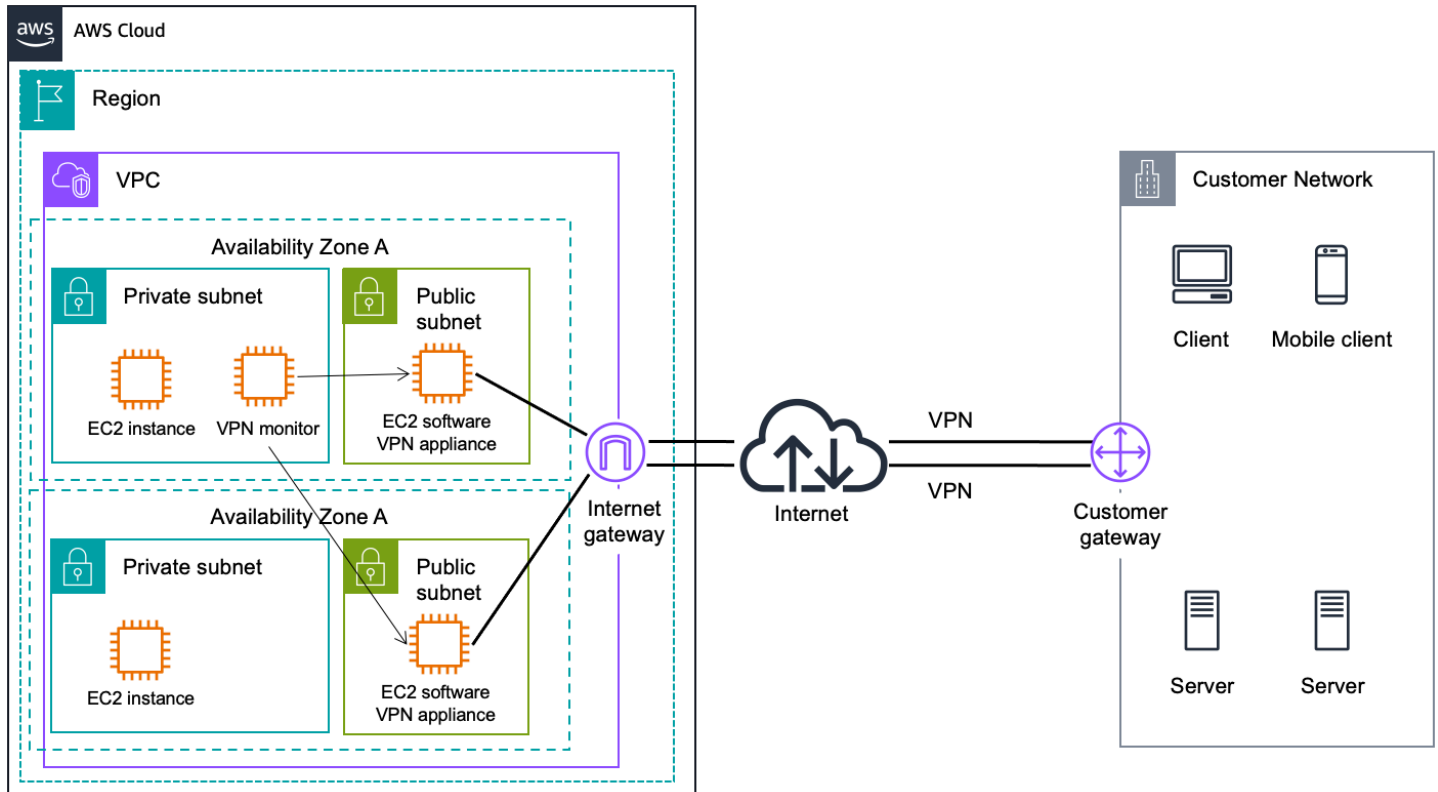 aws
AWS Cloud
Region
VPC
Availability Zone A
Private subnet
Public
subnet
EC2 instance
VPN monitor
EC2 software
VPN appliance
Availability Zone A
Private subnet
Public
subnet
EC2 instance
EC2 software
VPN appliance
Internet
gateway
Internet
VPN
VPN
Customer
gateway
Customer Network
Client
Mobile client
Server
Server